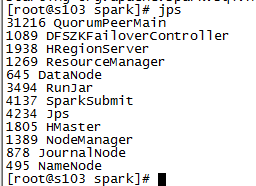 [root@s103 spark]# jps
31216 QuorumPeerMain
1089 DFSZKFailoverController
1938 HRegionServer
1269 ResourceManager
645 DataNode
3494 RunJar
4137 SparkSubmit
4234 Jps
1805 HMaster
1389 NodeManager
878 JournalNode
495 NameNode
[root@s103 spark]#